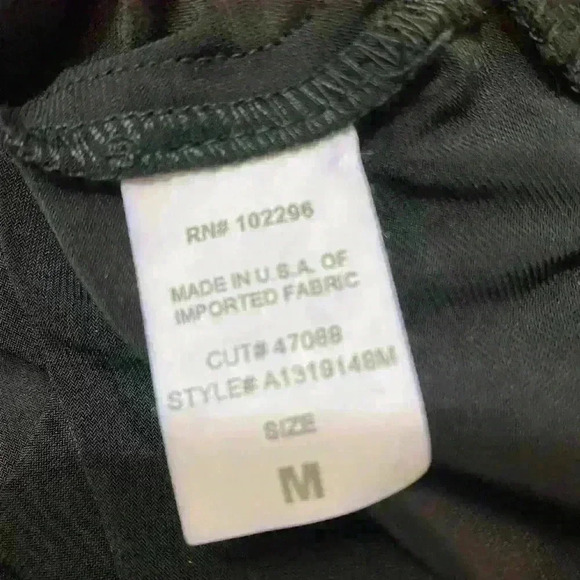 RN# 102296
MADE IN U.S.A. OF
IMPORTED FABRIC
CUT# 47088
STYLE# A1319148M
SIZE
M